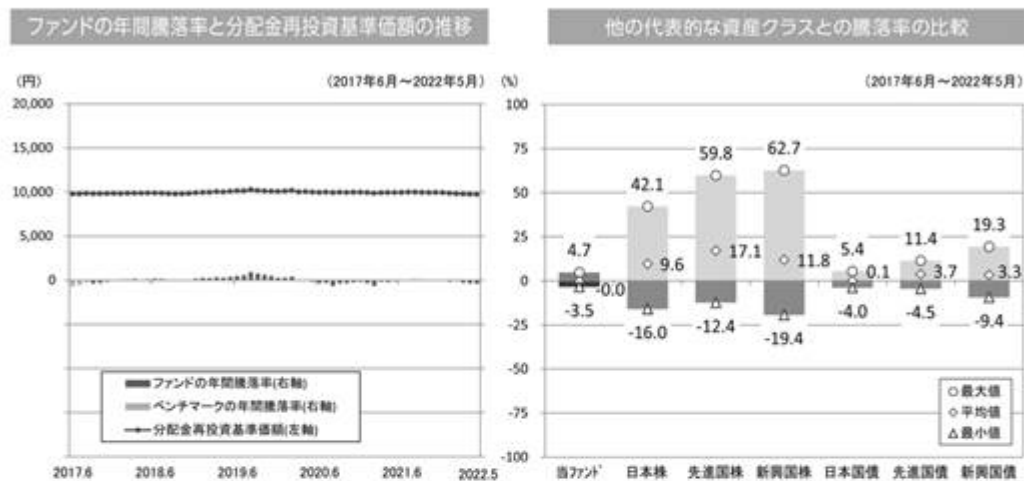 ファンドの年間騰落率と分配金再投資基準価額の推移
(円)
(2017年6月～2022年5月)
20,000
15,000
10,000
5,000
0
ファンドの年間騰落率(右軸)
ベンチマークの年間騰落率(右軸)
分配金再投資基準価額(左軸)
2017.6 2018.6 2019.6 2020.6 2021.6 2022.5
他の代表的な資産クラスとの騰落率の比較
(%)
(2017年6月～2022年5月)
100
75
50
25
0
-25
-50
-75
-100
4.7 42.1 59.8 62.7 5.4 11.4 19.3
-0.0 9.6 17.1 11.8 0.1 3.7 3.3
-3.5 -16.0 -12.4 -19.4 -4.0 -4.5 -9.4
最大値
平均値
最小値
当ファンド 日本株 先進国株 新興国株 日本国債 先進国債 新興国債